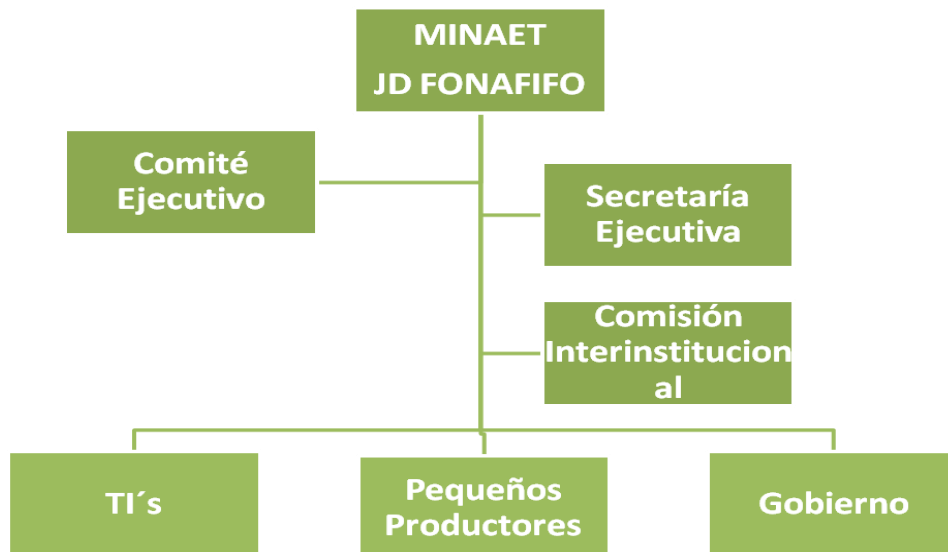 MINAET
JD FONAFIFO
Comité
Ejecutivo
Secretaría
Ejecutiva
Comisión
Interinstitucion
al
TI´s
Pequeños
Productores
Gobierno